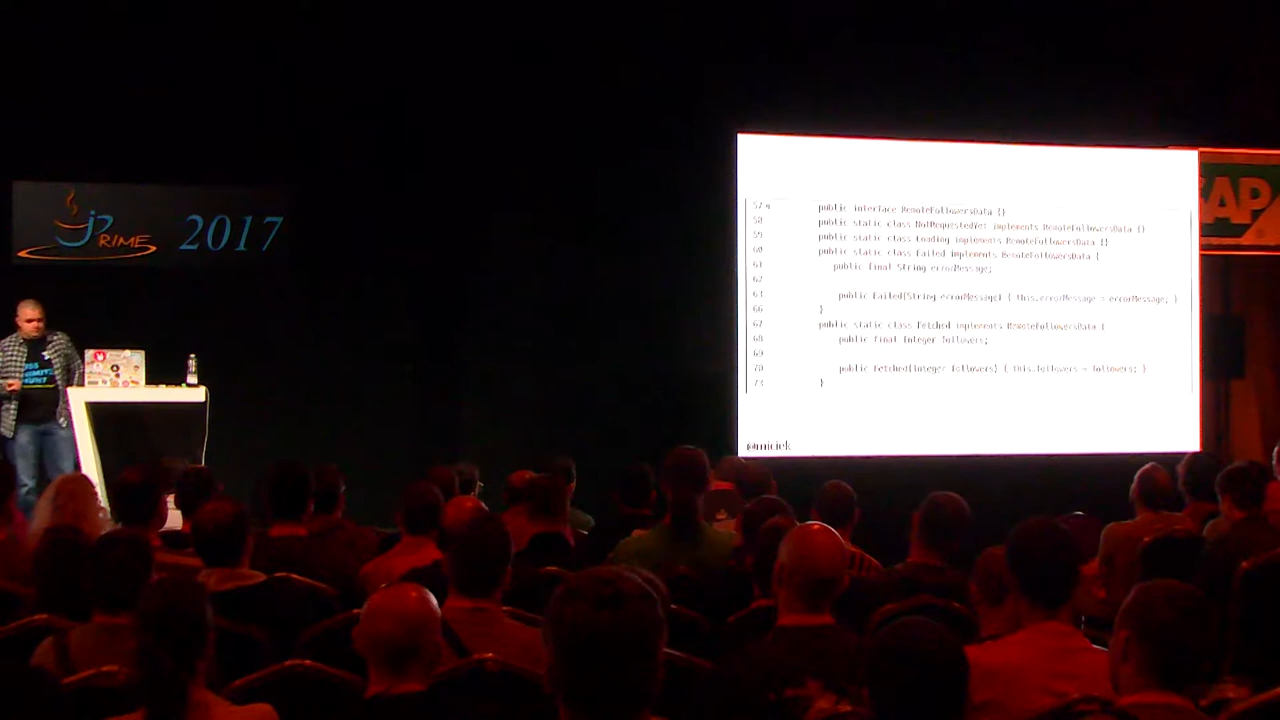 JPRIME 2017
SAP
57
public interface RemoteFollowersData {}
58
public static class NotRequestedYet implements RemoteFollowersData {}
59
public static class Loading implements RemoteFollowersData {}
60
public static class Failed implements RemoteFollowersData {
61
public final String errorMessage;
62
63
public Failed(String errorMessage) { this.errorMessage = errorMessage; }
66
}
67
public static class Fetched implements RemoteFollowersData {
68
public final Integer followers;
69
70
public Fetched(Integer followers) { this.followers = followers; }
73
}
@miciek